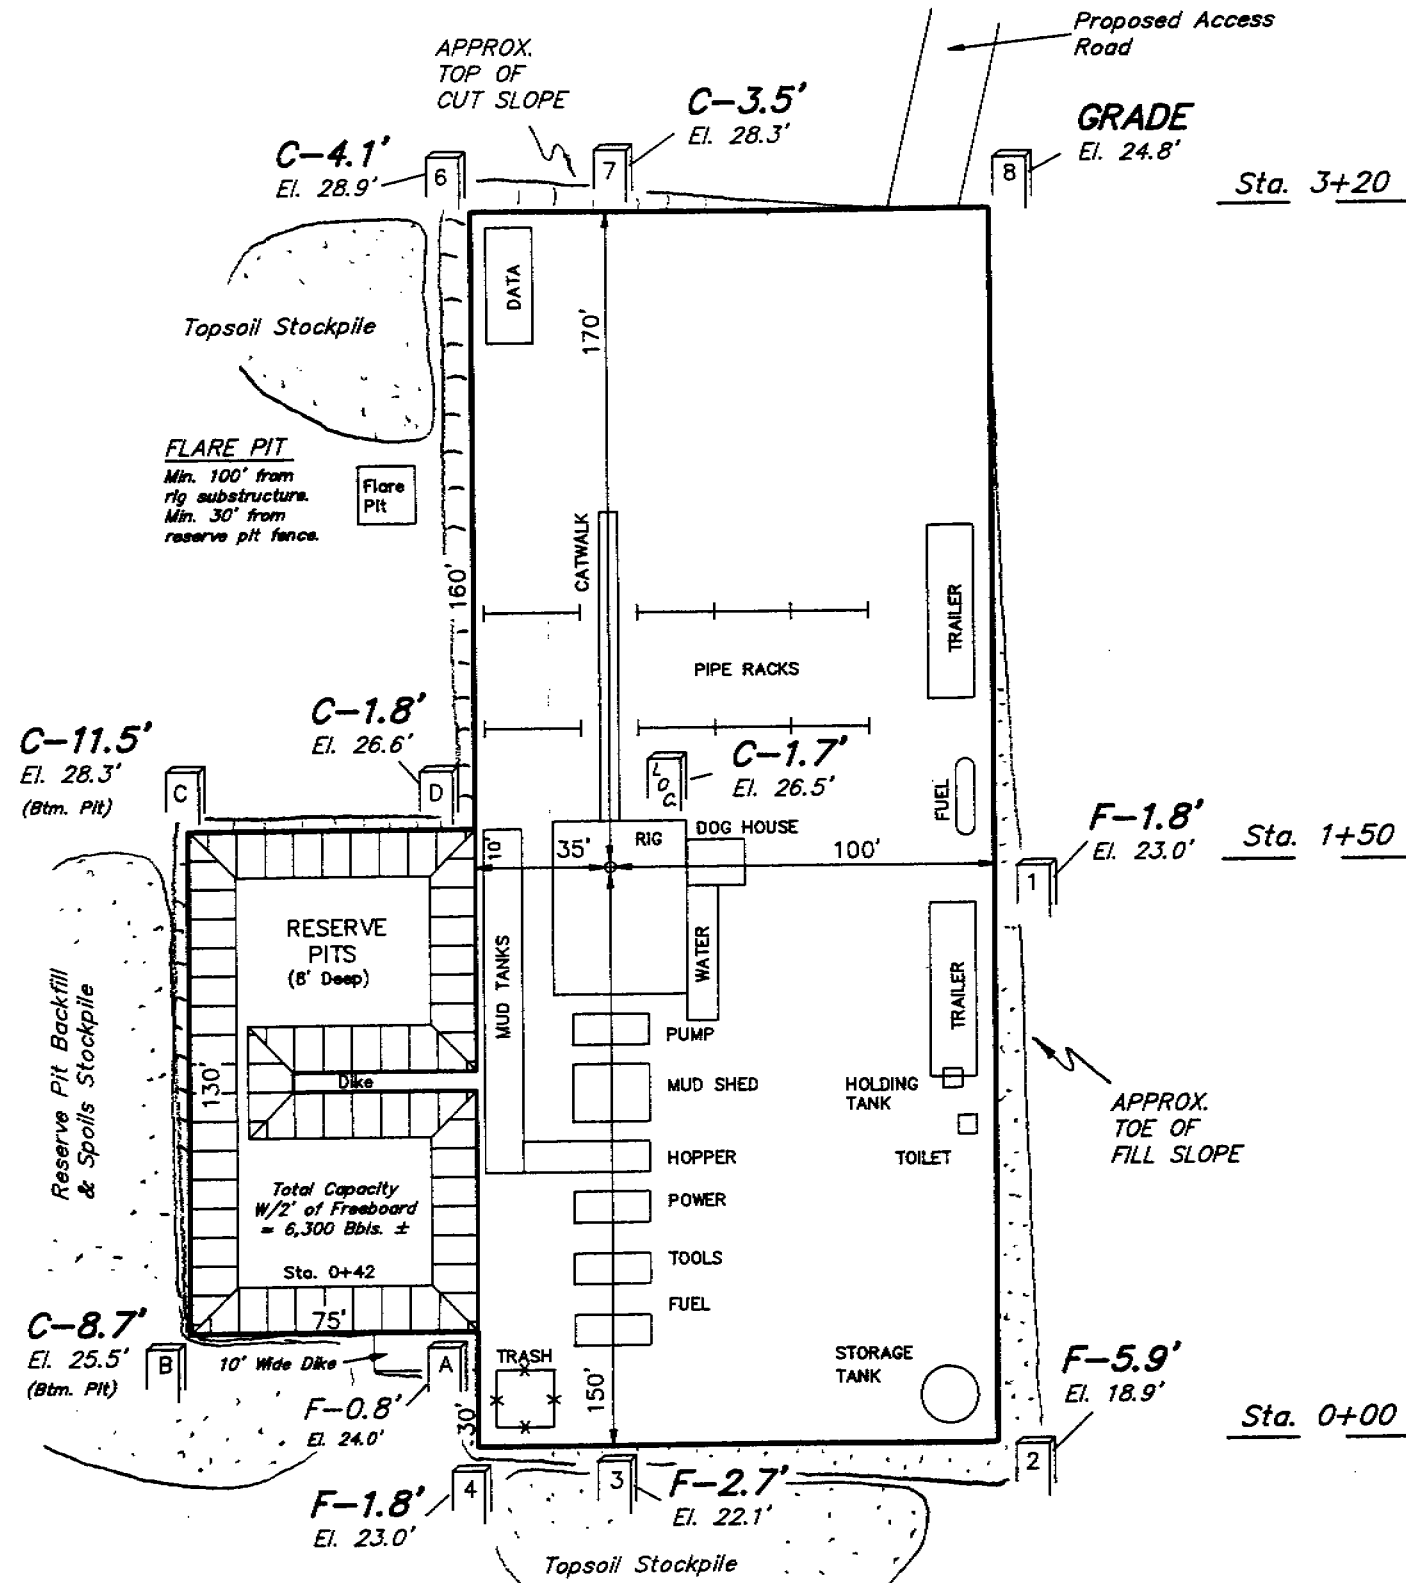 Proposed Access
Road
APPROX.
TOP OF
CUT SLOPE
C-3.5'
El. 28.3'
GRADE
El. 24.8'
C-4.1'
El. 28.9'
6
7
8
Sta. 3+20
DATA
170'
Topsoil Stockpile
FLARE PIT
Min. 100' from
rig substructure.
Min. 30' from
reserve pit fence.
Flare
Pit
CATWALK
160'
TRAILER
PIPE RACKS
C-1.8'
El. 26.6'
C-11.5'
El. 28.3'
(Btm. Pit)
C
D
LOC.
C-1.7'
El. 26.5'
FUEL
F-1.8'
El. 23.0'
Sta. 1+50
10'
35'
RIG
DOG HOUSE
100'
1
RESERVE
PITS
(8' Deep)
MUD TANKS
WATER
TRAILER
Reserve Pit Backfill
& Spoils Stockpile
PUMP
130'
Dike
MUD SHED
HOLDING
TANK
APPROX.
TOE OF
FILL SLOPE
HOPPER
TOILET
Total Capacity
W/2' of Freeboard
= 6,300 Bbls. ±
POWER
Sta. 0+42
TOOLS
75'
FUEL
C-8.7'
El. 25.5'
(Btm. Pit)
B
10' Wide Dike
A
TRASH
STORAGE
TANK
F-5.9'
El. 18.9'
F-0.8'
El. 24.0'
30'
150'
Sta. 0+00
4
3
2
F-1.8'
El. 23.0'
F-2.7'
El. 22.1'
Topsoil Stockpile